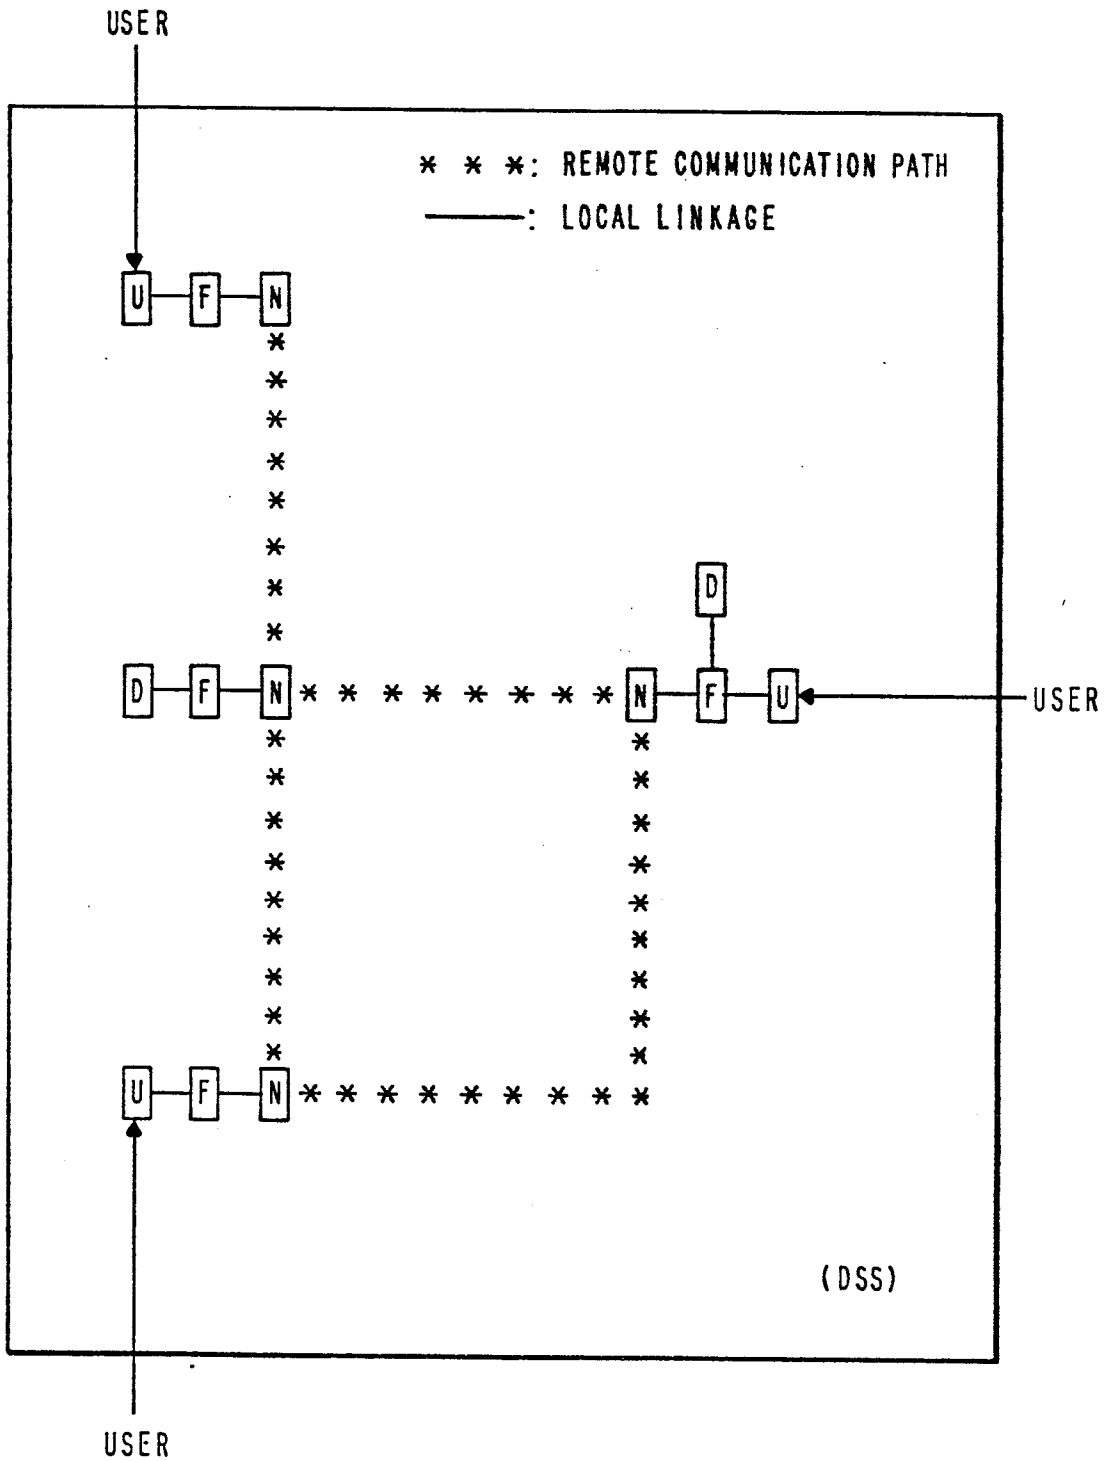 USER
* * *: REMOTE COMMUNICATION PATH
———: LOCAL LINKAGE
U F N
D
D F N N F U USER
U F N
(DSS)
USER